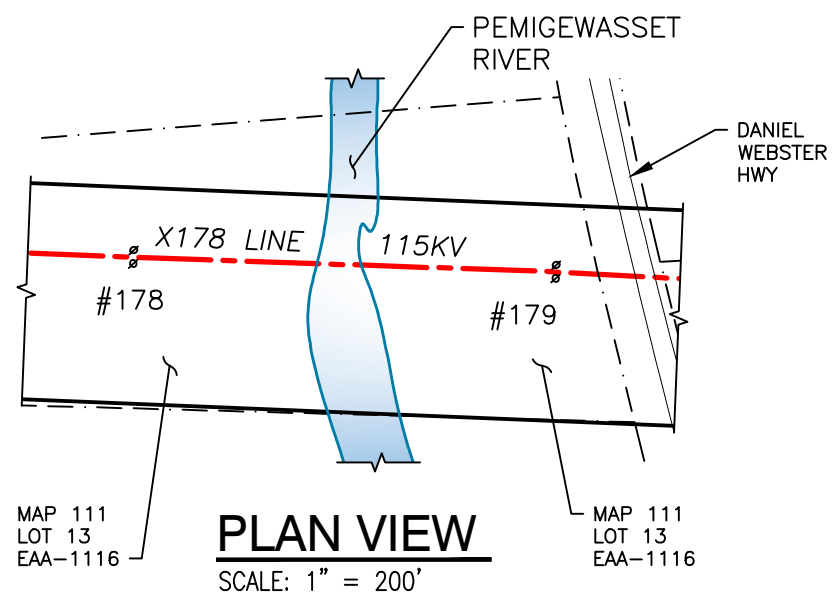 PEMIGEWASSET
RIVER
DANIEL
WEBSTER
HWY
X178 LINE
115KV
#178
#179
MAP 111
LOT 13
EAA-1116
MAP 111
LOT 13
EAA-1116
PLAN VIEW
SCALE: 1" = 200'